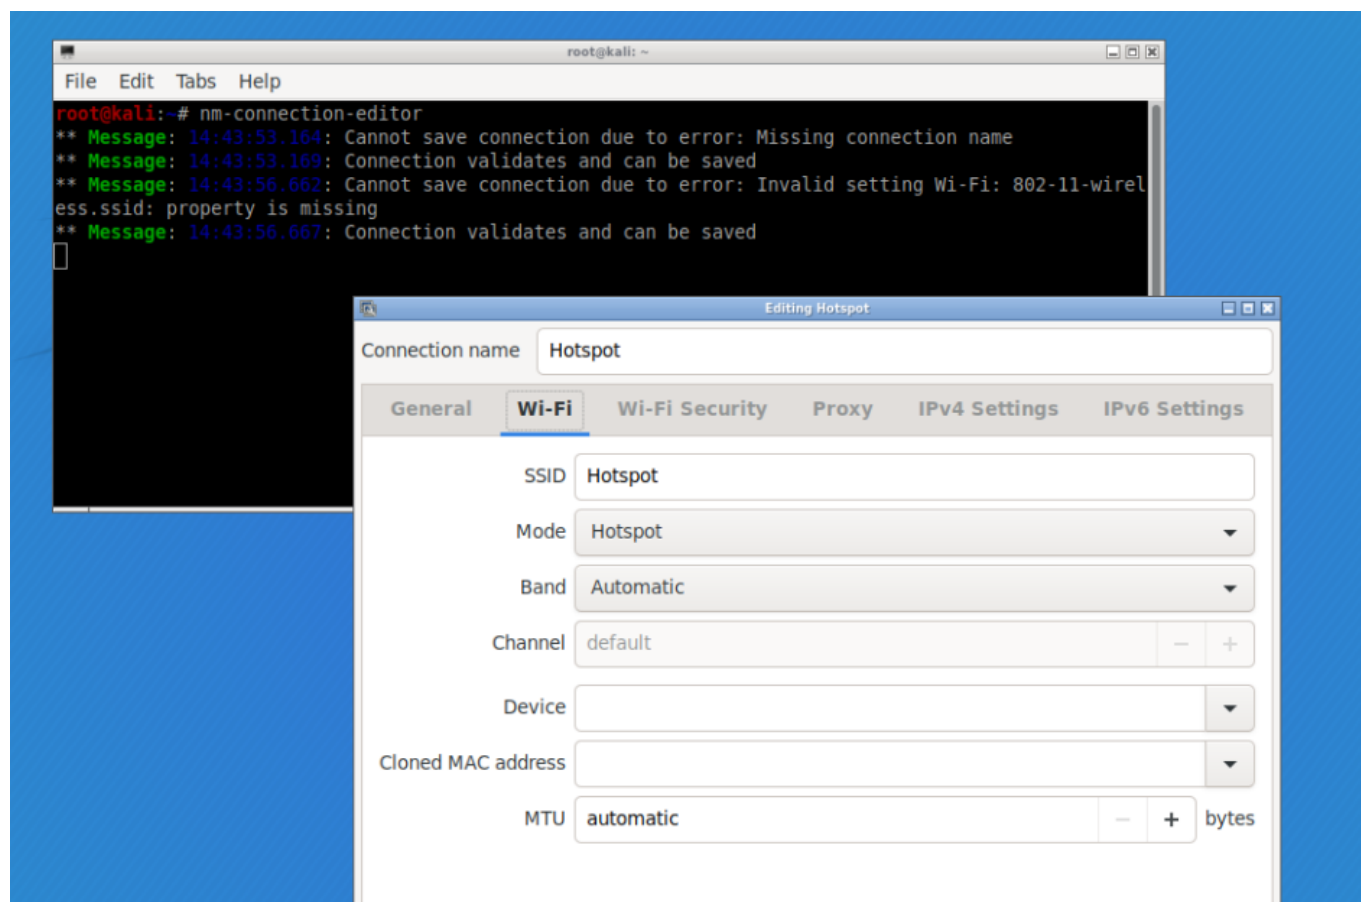 root@kali: ~
File Edit Tabs Help
root@kali:~# nm-connection-editor
** Message: 14:43:53.164: Cannot save connection due to error: Missing connection name
** Message: 14:43:53.169: Connection validates and can be saved
** Message: 14:43:56.662: Cannot save connection due to error: Invalid setting Wi-Fi: 802-11-wirel
ess.ssid: property is missing
** Message: 14:43:56.667: Connection validates and can be saved
Editing Hotspot
Connection name Hotspot
General Wi-Fi Wi-Fi Security Proxy IPv4 Settings IPv6 Settings
SSID Hotspot
Mode Hotspot
Band Automatic
Channel default − +
Device
Cloned MAC address
MTU automatic − + bytes